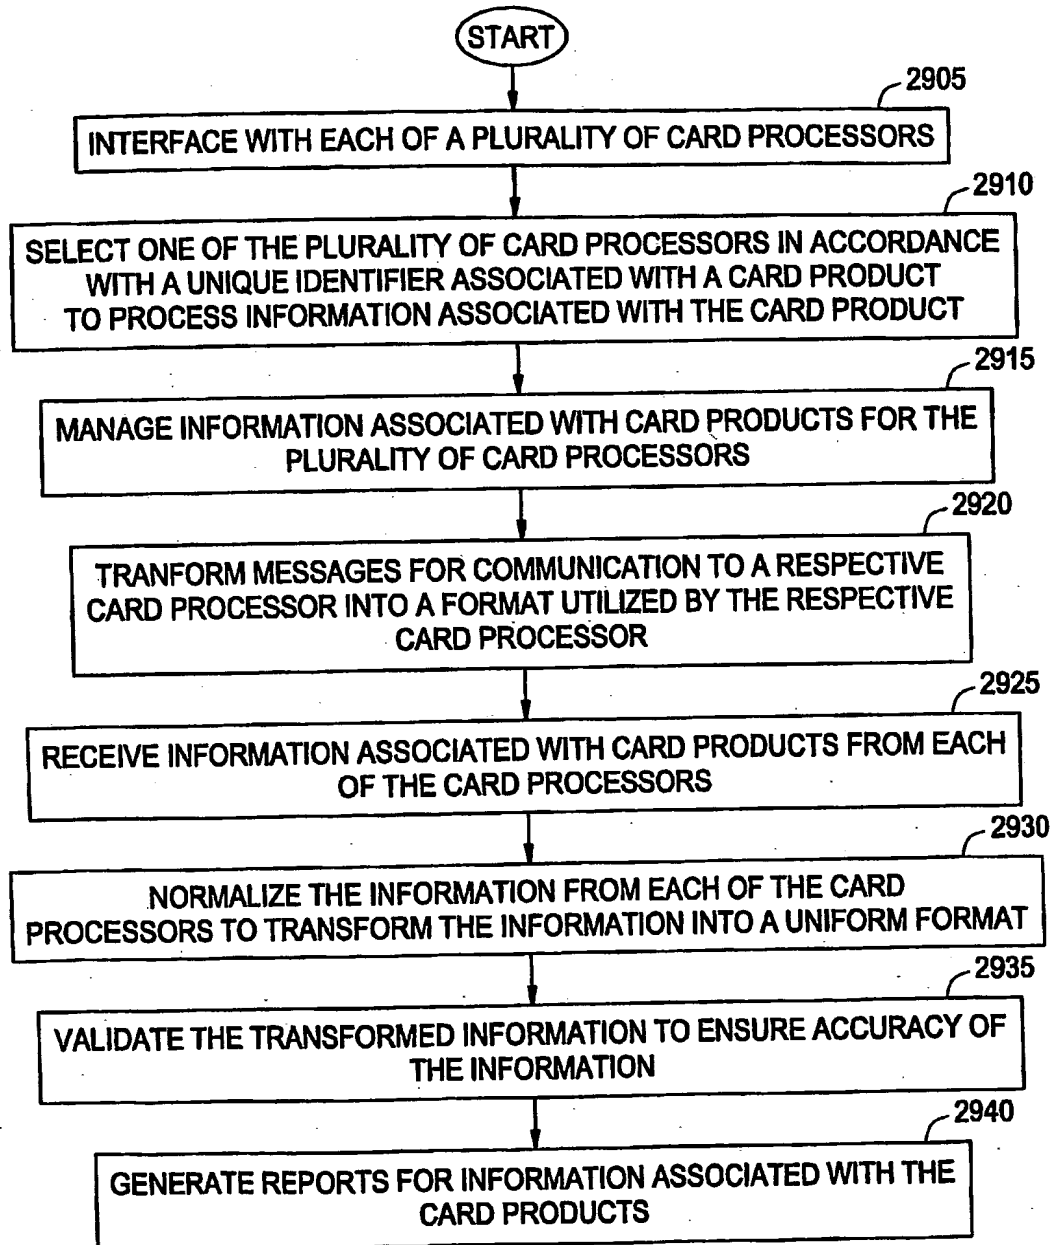 START
2905
INTERFACE WITH EACH OF A PLURALITY OF CARD PROCESSORS
2910
SELECT ONE OF THE PLURALITY OF CARD PROCESSORS IN ACCORDANCE
WITH A UNIQUE IDENTIFIER ASSOCIATED WITH A CARD PRODUCT
TO PROCESS INFORMATION ASSOCIATED WITH THE CARD PRODUCT
2915
MANAGE INFORMATION ASSOCIATED WITH CARD PRODUCTS FOR THE
PLURALITY OF CARD PROCESSORS
2920
TRANFORM MESSAGES FOR COMMUNICATION TO A RESPECTIVE
CARD PROCESSOR INTO A FORMAT UTILIZED BY THE RESPECTIVE
CARD PROCESSOR
2925
RECEIVE INFORMATION ASSOCIATED WITH CARD PRODUCTS FROM EACH
OF THE CARD PROCESSORS
2930
NORMALIZE THE INFORMATION FROM EACH OF THE CARD
PROCESSORS TO TRANSFORM THE INFORMATION INTO A UNIFORM FORMAT
2935
VALIDATE THE TRANSFORMED INFORMATION TO ENSURE ACCURACY OF
THE INFORMATION
2940
GENERATE REPORTS FOR INFORMATION ASSOCIATED WITH THE
CARD PRODUCTS